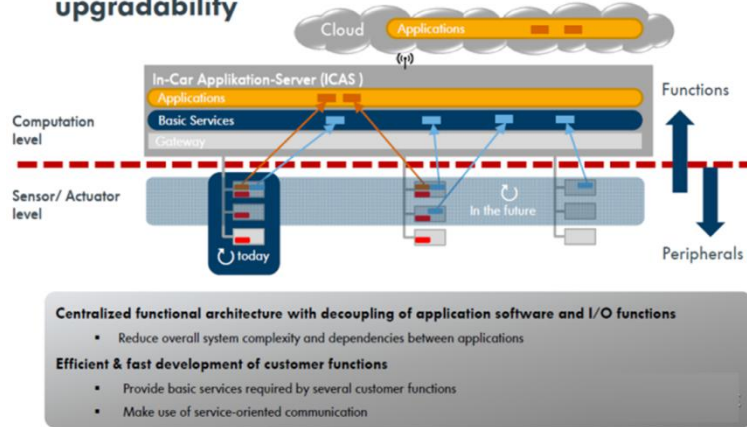 upgradability
Cloud
Applications
In-Car Applikation-Server (ICAS )
Applications
Functions
Computation
level
Basic Services
Gateway
Sensor/ Actuator
level
In the future
today
Peripherals
Centralized functional architecture with decoupling of application software and I/O functions
▪ Reduce overall system complexity and dependencies between applications
Efficient & fast development of customer functions
▪ Provide basic services required by several customer functions
▪ Make use of service-oriented communication